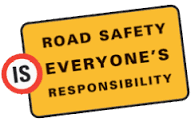 ROAD SAFETY
IS EVERYONE'S
RESPONSIBILITY